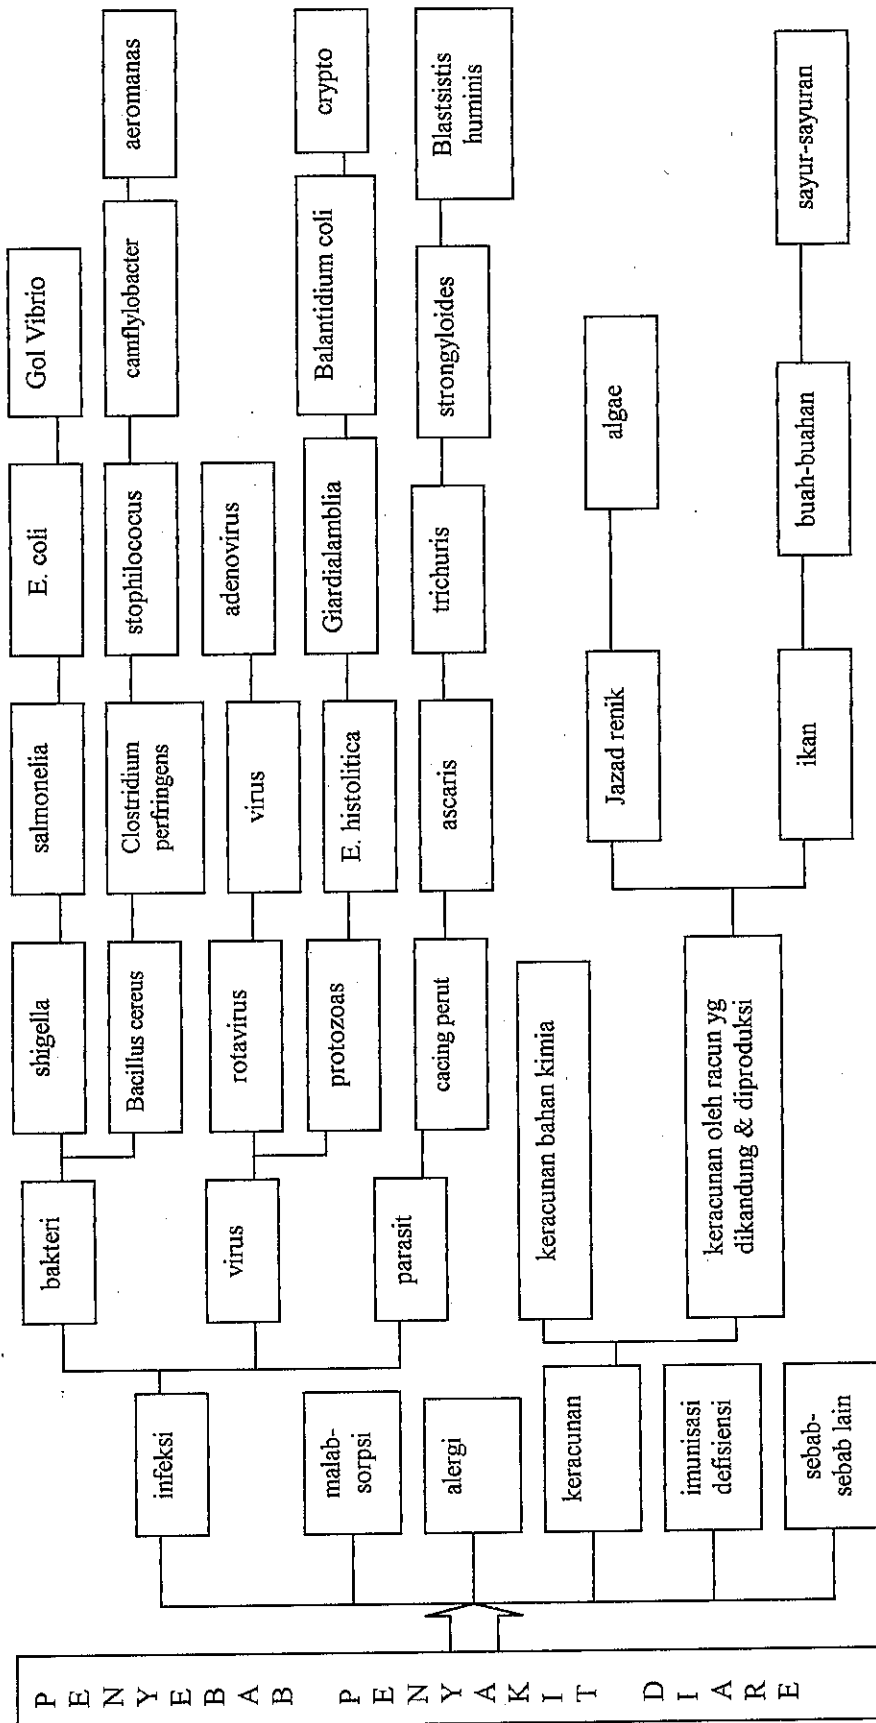 PENYEBAB PENYAKIT DIARE
infeksi
malab-
sorpsi
alergi
keracunan
imunisasi
defisiensi
sebab-
sebab lain
bakteri
virus
parasit
keracunan bahan kimia
keracunan oleh racun yg
dikandung & diproduksi
shigella
salmonelia
E. coli
Gol Vibrio
Bacillus cereus
Clostridium
perfringens
stophilococus
camflylobacter
aeromanas
rotavirus
virus
adenovirus
protozoas
E. histolitica
Giardialamblia
Balantidium coli
crypto
cacing perut
ascaris
trichuris
strongyloides
Blastsistis
huminis
Jazad renik
algae
ikan
buah-buahan
sayur-sayuran